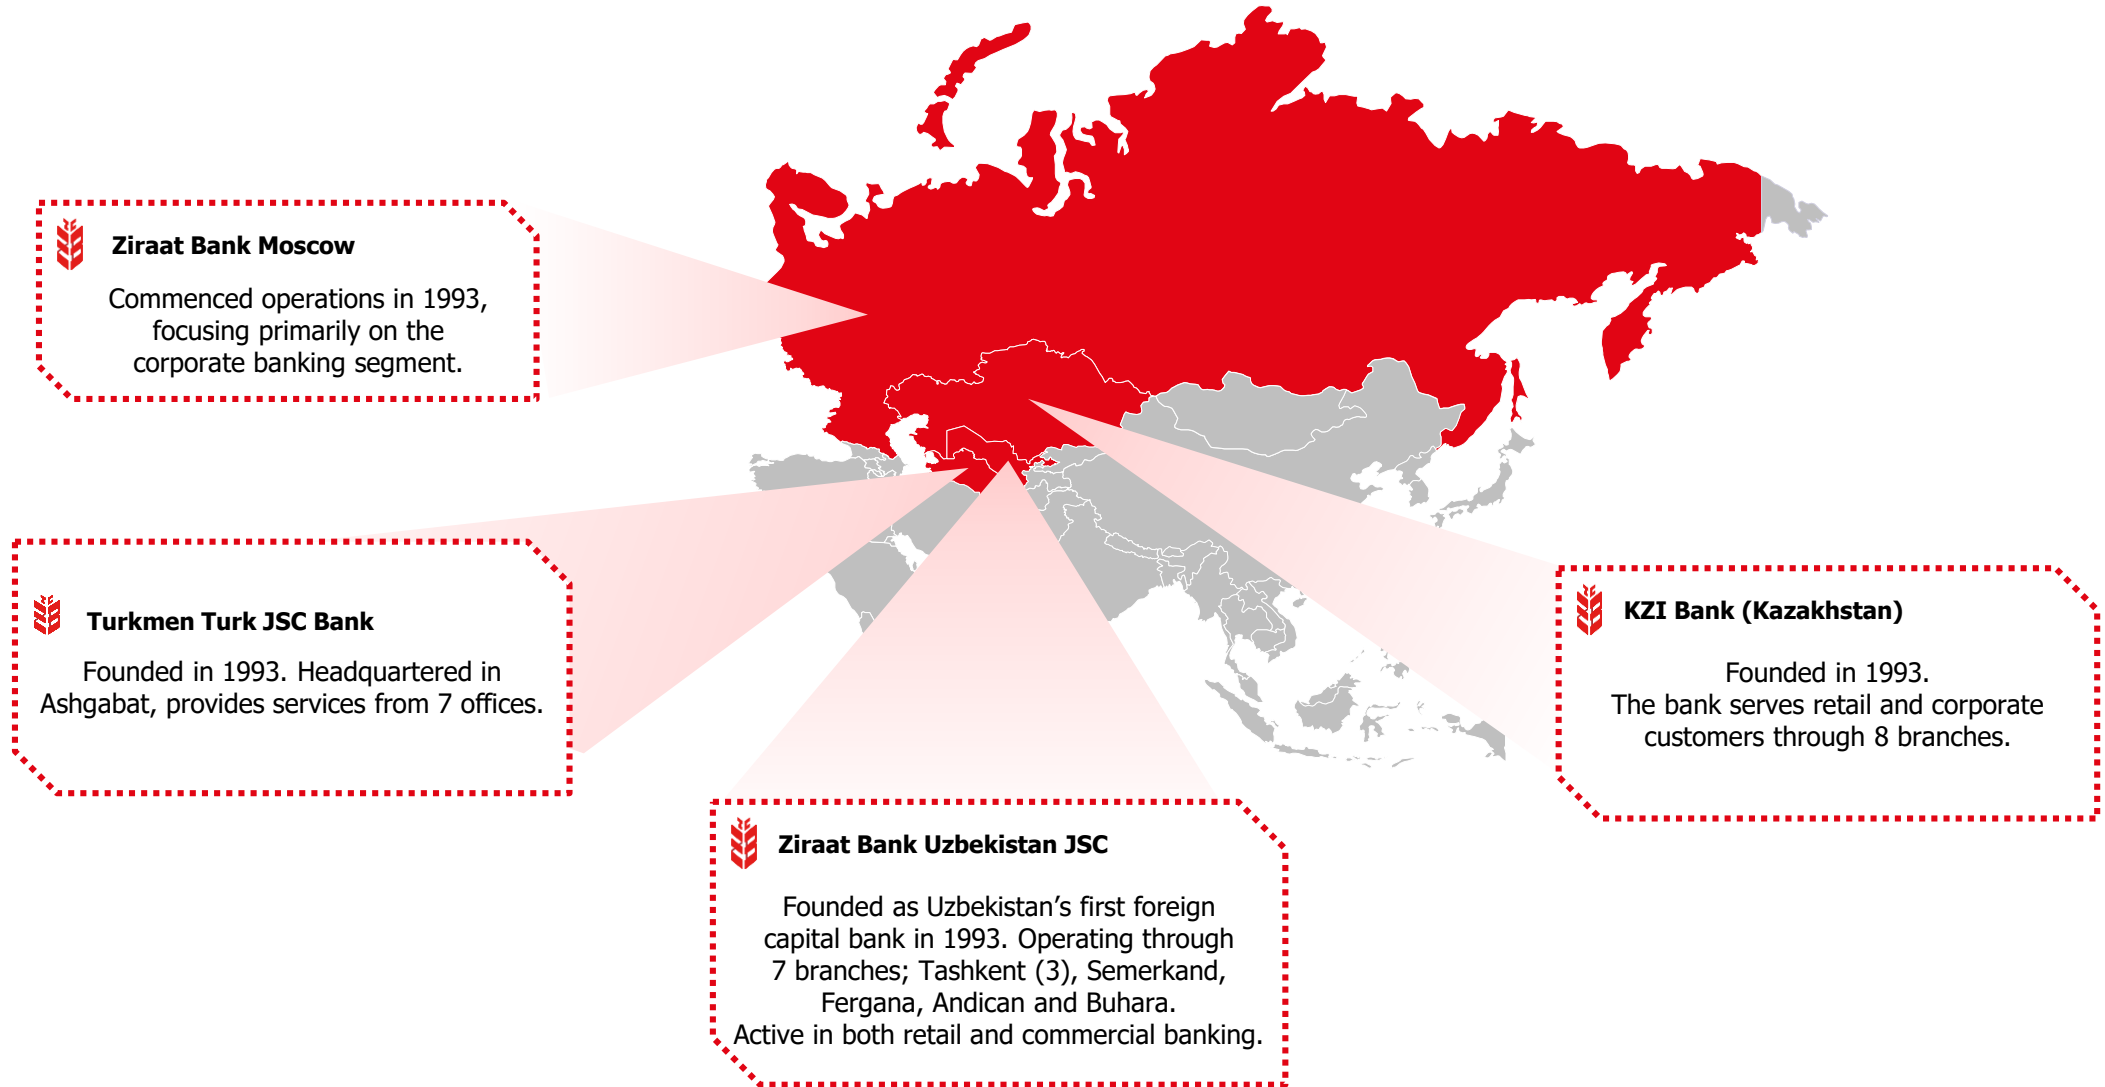 Ziraat Bank Moscow
Commenced operations in 1993,
focusing primarily on the
corporate banking segment.
Turkmen Turk JSC Bank
Founded in 1993. Headquartered in
Ashgabat, provides services from 7 offices.
Ziraat Bank Uzbekistan JSC
Founded as Uzbekistan’s first foreign
capital bank in 1993. Operating through
7 branches; Tashkent (3), Semerkand,
Fergana, Andican and Buhara.
Active in both retail and commercial banking.
KZI Bank (Kazakhstan)
Founded in 1993.
The bank serves retail and corporate
customers through 8 branches.